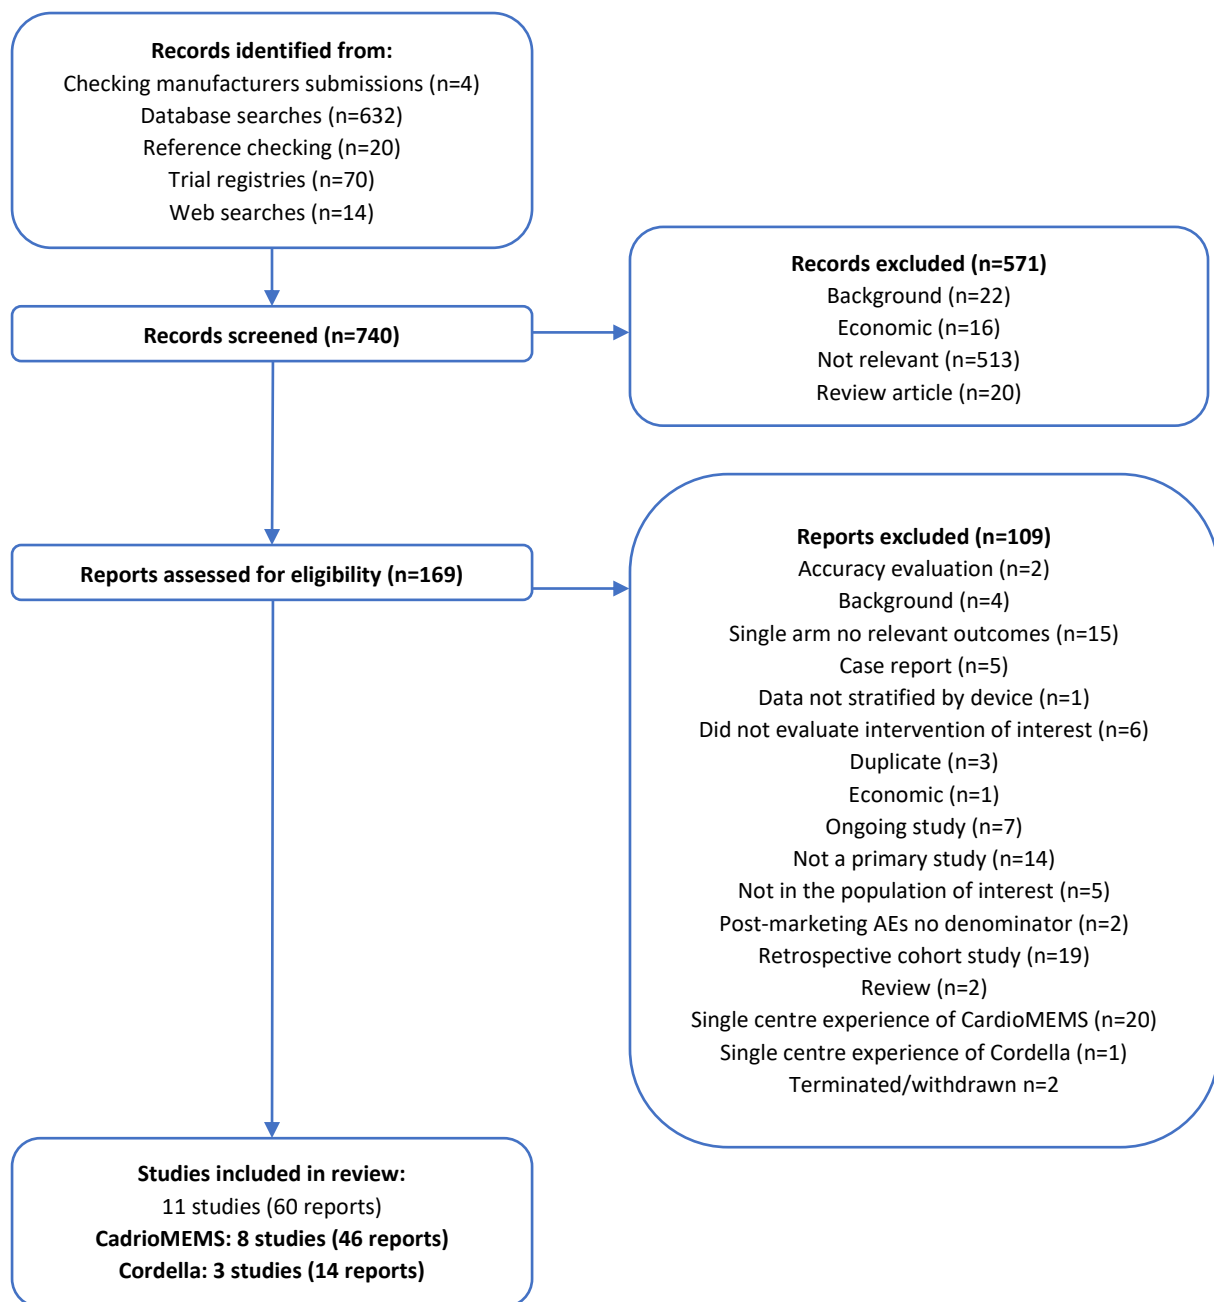 Records identified from:
Checking manufacturers submissions (n=4)
Database searches (n=632)
Reference checking (n=20)
Trial registries (n=70)
Web searches (n=14)
Records excluded (n=571)
Background (n=22)
Economic (n=16)
Not relevant (n=513)
Review article (n=20)
Records screened (n=740)
Reports assessed for eligibility (n=169)
Reports excluded (n=109)
Accuracy evaluation (n=2)
Background (n=4)
Single arm no relevant outcomes (n=15)
Case report (n=5)
Data not stratified by device (n=1)
Did not evaluate intervention of interest (n=6)
Duplicate (n=3)
Economic (n=1)
Ongoing study (n=7)
Not a primary study (n=14)
Not in the population of interest (n=5)
Post-marketing AEs no denominator (n=2)
Retrospective cohort study (n=19)
Review (n=2)
Single centre experience of CardioMEMS (n=20)
Single centre experience of Cordella (n=1)
Terminated/withdrawn n=2
Studies included in review:
11 studies (60 reports)
CadrioMEMS: 8 studies (46 reports)
Cordella: 3 studies (14 reports)